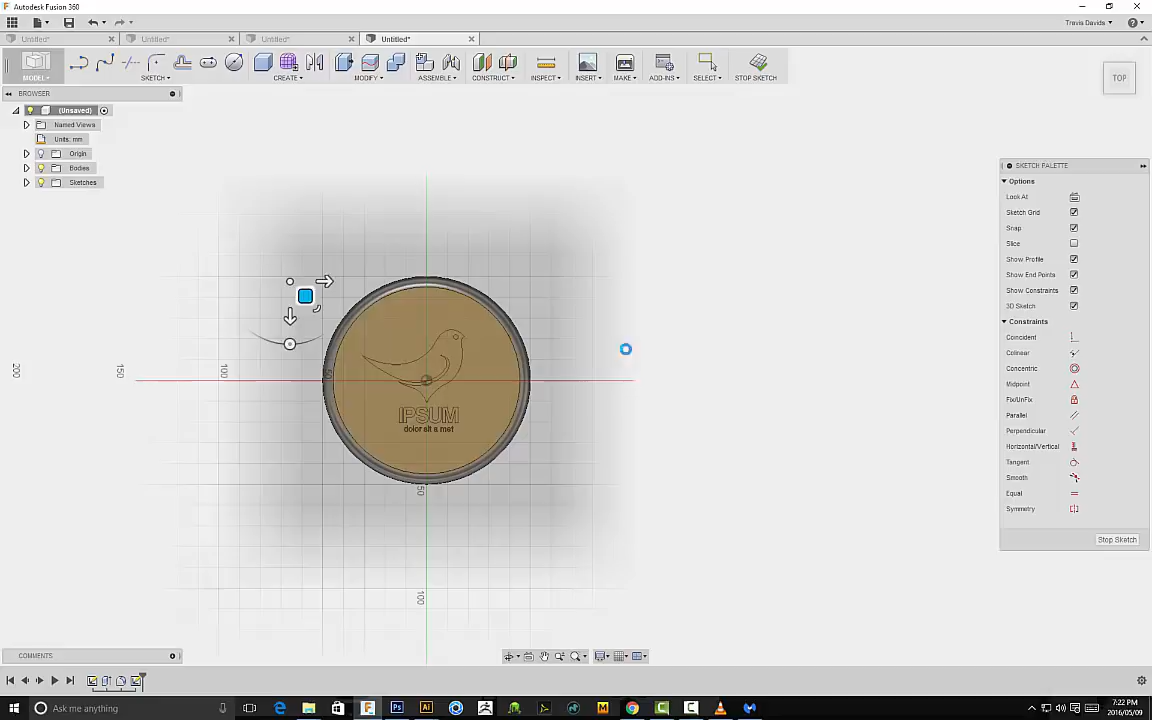 Autodesk Fusion 360
Travis Davids
Untitled*
Untitled*
Untitled*
Untitled*
MODEL
SKETCH
CREATE
MODIFY
ASSEMBLE
CONSTRUCT
INSPECT
INSERT
MAKE
ADD-INS
SELECT
STOP SKETCH
TOP
BROWSER
(Unsaved)
Named Views
Units: mm
Origin
Bodies
Sketches
SKETCH PALETTE
Options
Look At
Sketch Grid
Snap
Slice
Show Profile
Show End Points
Show Constraints
3D Sketch
Constraints
Coincident
Colinear
Concentric
Midpoint
Fix/UnFix
Parallel
Perpendicular
Horizontal/Vertical
Tangent
Smooth
Equal
Symmetry
Stop Sketch
200
150
100
50
50
100
IPSUM
dolor sit a met
COMMENTS
Ask me anything
7:22 PM
2016/05/09